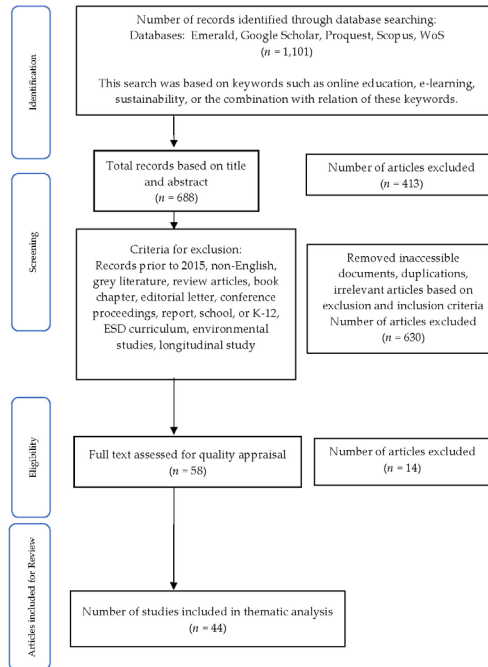 Identification
Number of records identified through database searching:
Databases: Emerald, Google Scholar, Proquest, Scopus, WoS
(n = 1,101)
This search was based on keywords such as online education, e-learning,
sustainability, or the combination with relation of these keywords.
Screening
Total records based on title
and abstract
(n = 688)
Number of articles excluded
(n = 413)
Criteria for exclusion:
Records prior to 2015, non-English,
grey literature, review articles, book
chapter, editorial letter, conference
proceedings, report, school, or K-12,
ESD curriculum, environmental
studies, longitudinal study
Removed inaccessible
documents, duplications,
irrelevant articles based on
exclusion and inclusion criteria
Number of articles excluded
(n = 630)
Eligibility
Full text assessed for quality appraisal
(n = 58)
Number of articles excluded
(n = 14)
Articles included for Review
Number of studies included in thematic analysis
(n = 44)